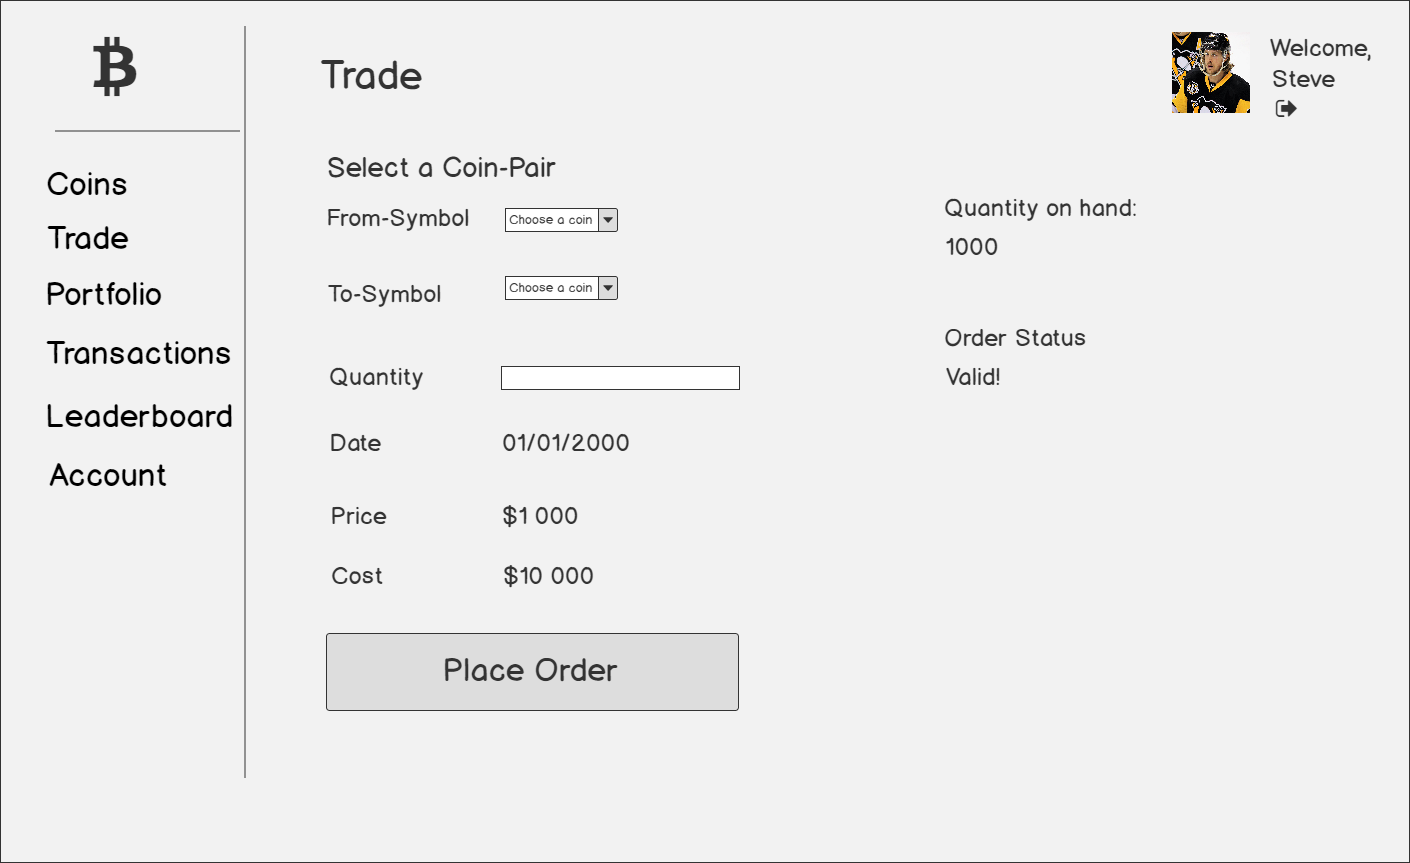 Trade
Welcome,
Steve
Coins
Trade
Portfolio
Transactions
Leaderboard
Account
Select a Coin-Pair
From-Symbol
Choose a coin
To-Symbol
Choose a coin
Quantity
Date
01/01/2000
Price
$1 000
Cost
$10 000
Place Order
Quantity on hand:
1000
Order Status
Valid!